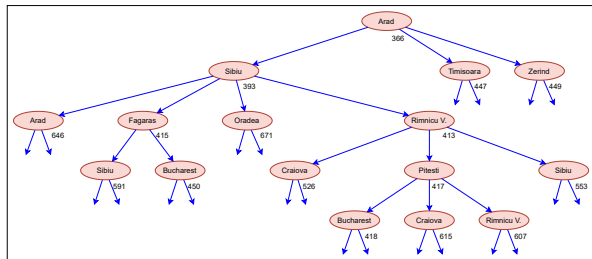 Arad
366
Sibiu Timisoara Zerind
393 447 449
Arad Fagaras Oradea Rimnicu V.
646 415 671 413
Sibiu Bucharest Craiova Pitesti Sibiu
591 450 526 417 553
Bucharest Craiova Rimnicu V.
418 615 607